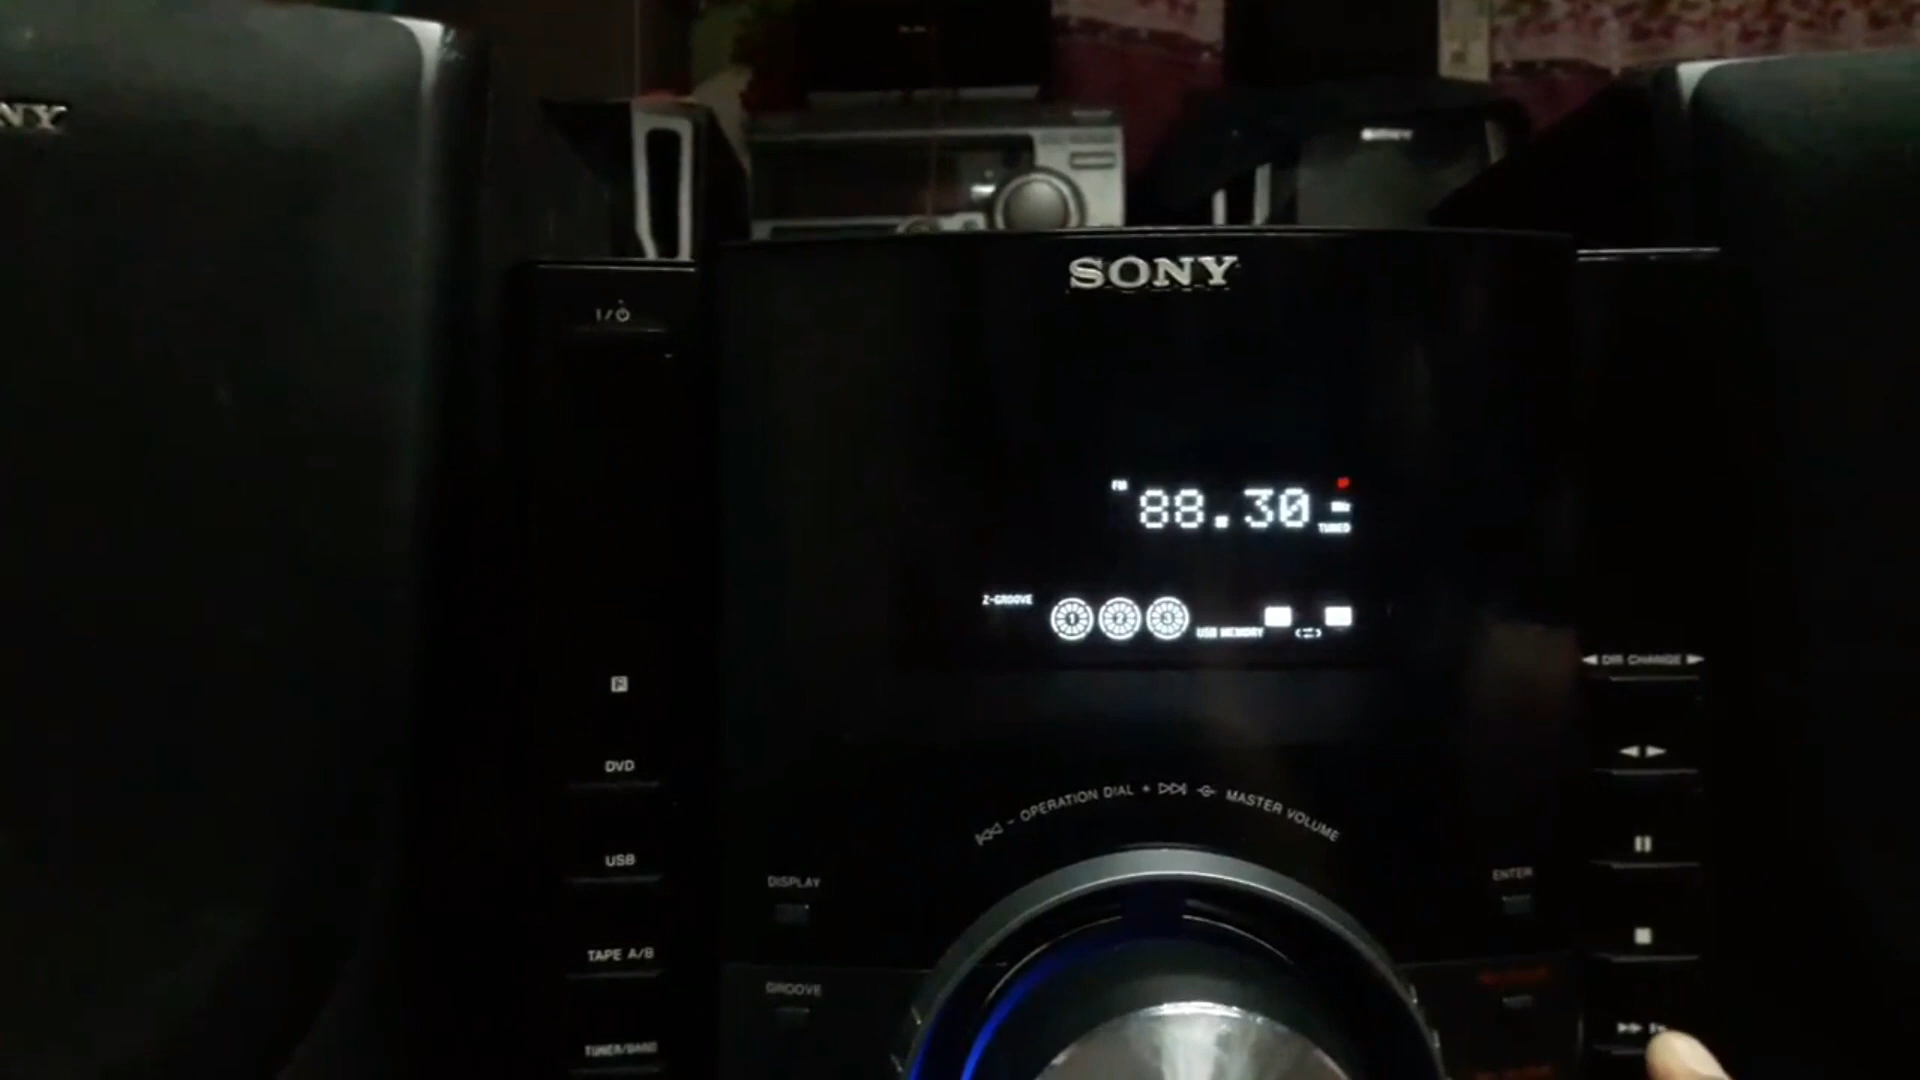 NY
SONY
SONY
I/⏻
FM
88.30
TUNED
Z-GROOVE
1 2 3
USB MEMORY
DIR CHANGE
DVD
- OPERATION DIAL +
MASTER VOLUME
USB
DISPLAY
ENTER
TAPE A/B
GROOVE
TUNER/BAND